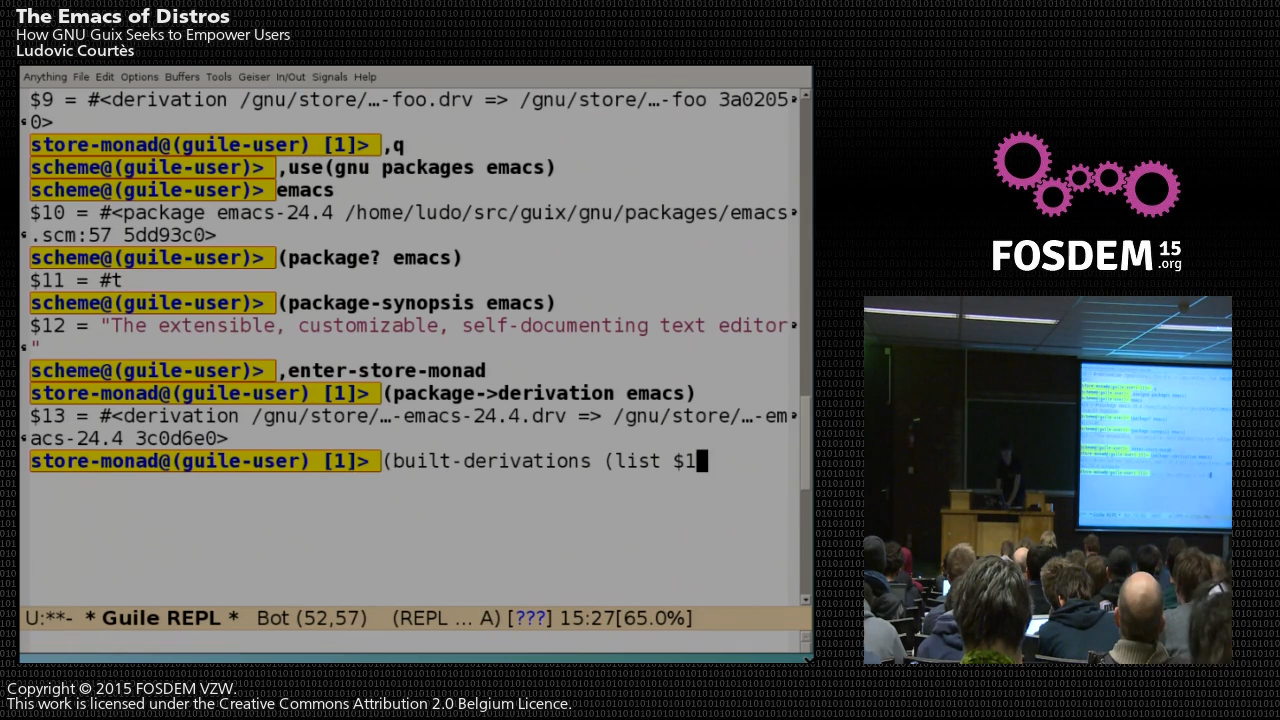 The Emacs of Distros
How GNU Guix Seeks to Empower Users
Ludovic Courtès
Anything File Edit Options Buffers Tools Geiser In/Out Signals Help
$9 = #<derivation /gnu/store/…-foo.drv => /gnu/store/…-foo 3a0205
0>
store-monad@(guile-user) [1]> ,q
scheme@(guile-user)> ,use(gnu packages emacs)
scheme@(guile-user)> emacs
$10 = #<package emacs-24.4 /home/ludo/src/guix/gnu/packages/emacs
.scm:57 5dd93c0>
scheme@(guile-user)> (package? emacs)
$11 = #t
scheme@(guile-user)> (package-synopsis emacs)
$12 = "The extensible, customizable, self-documenting text editor
"
scheme@(guile-user)> ,enter-store-monad
store-monad@(guile-user) [1]> (package->derivation emacs)
$13 = #<derivation /gnu/store/…-emacs-24.4.drv => /gnu/store/…-em
acs-24.4 3c0d6e0>
store-monad@(guile-user) [1]> (built-derivations (list $1
U:**- * Guile REPL * Bot (52,57) (REPL ... A) [???] 15:27[65.0%]
FOSDEM 15
.org
Copyright © 2015 FOSDEM VZW.
This work is licensed under the Creative Commons Attribution 2.0 Belgium Licence.